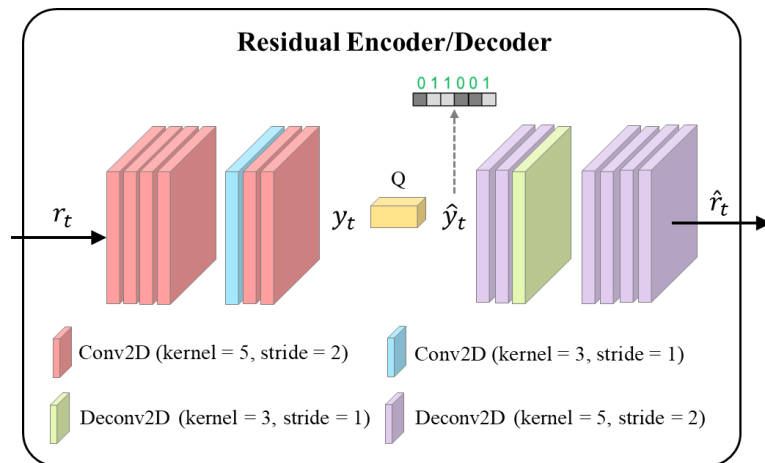 Residual Encoder/Decoder
011001
Q
r_t
y_t
ŷ_t
r̂_t
Conv2D (kernel = 5, stride = 2)
Conv2D (kernel = 3, stride = 1)
Deconv2D (kernel = 3, stride = 1)
Deconv2D (kernel = 5, stride = 2)